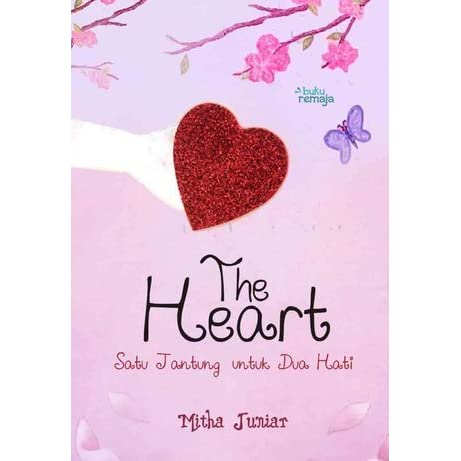 buku
remaja
The
Heart
Satu Jantung untuk Dua Hati
Mitha Juniar